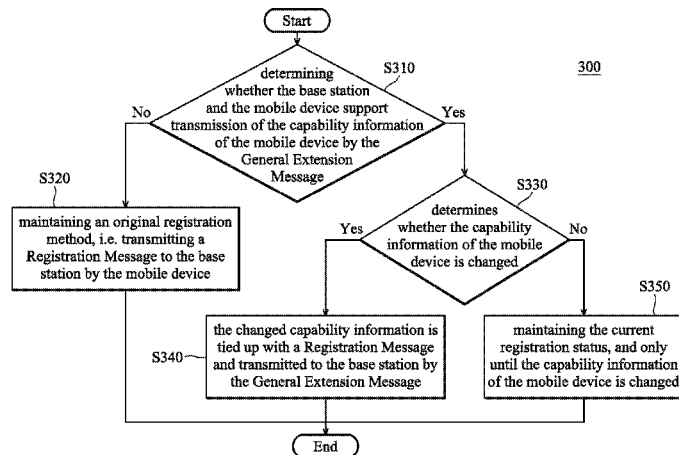 Start
S310
300
determining
whether the base station
and the mobile device support
transmission of the capability information
of the mobile device by the
General Extension
Message
No
Yes
S320
maintaining an original registration
method, i.e. transmitting a
Registration Message to the base
station by the mobile device
S330
determines
whether the capability
information of the mobile
device is changed
Yes
No
S340
the changed capability information is
tied up with a Registration Message
and transmitted to the base station by
the General Extension Message
S350
maintaining the current
registration status, and only
until the capability information
of the mobile device is changed
End